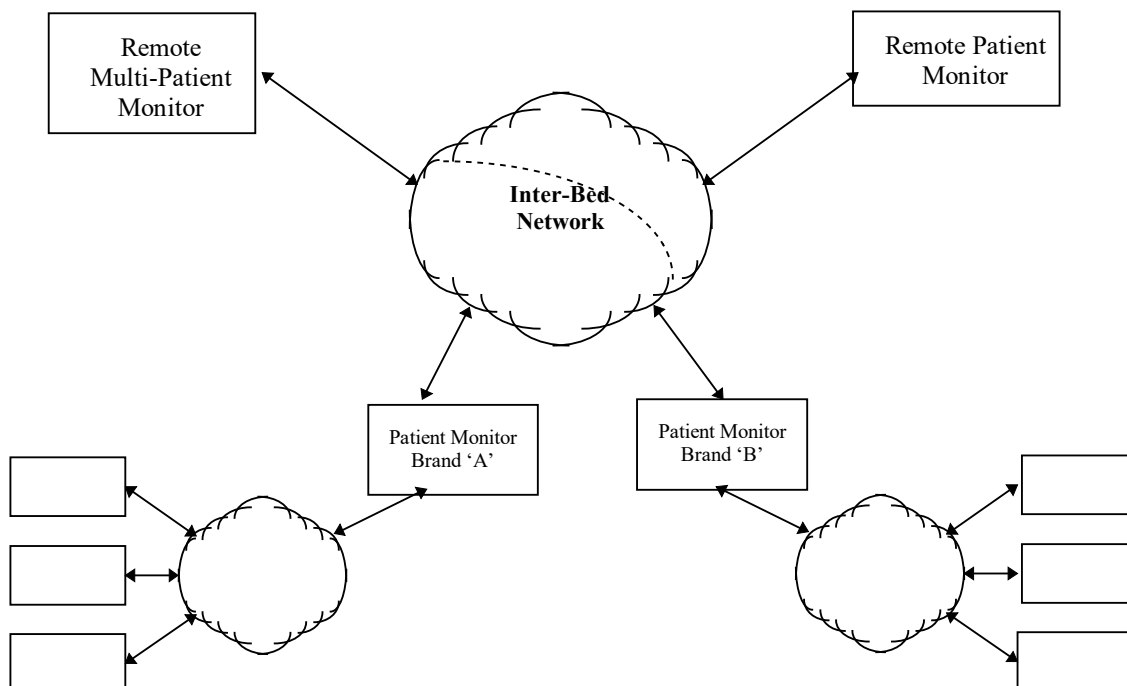 Remote
Multi-Patient
Monitor
Remote Patient
Monitor
Inter-Bed
Network
Patient Monitor
Brand ‘A’
Patient Monitor
Brand ‘B’